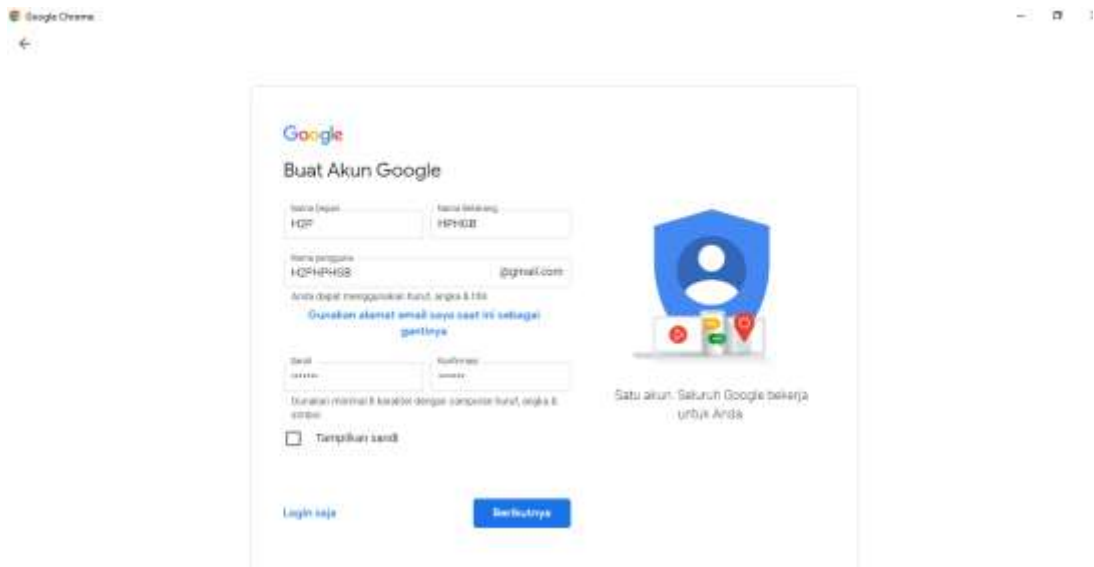 Google Chrome
Google
Buat Akun Google
Nama Depan
H2P
Nama Belakang
HPHGB
Nama pengguna
H2PHPHGB
@gmail.com
Anda dapat menggunakan huruf, angka & titik
Gunakan alamat email saya saat ini sebagai
gantinya
Sandi
Konfirmasi
Gunakan minimal 8 karakter dengan campuran huruf, angka &
simbol
Tampilkan sandi
Login saja
Berikutnya
Satu akun. Seluruh Google bekerja
untuk Anda.